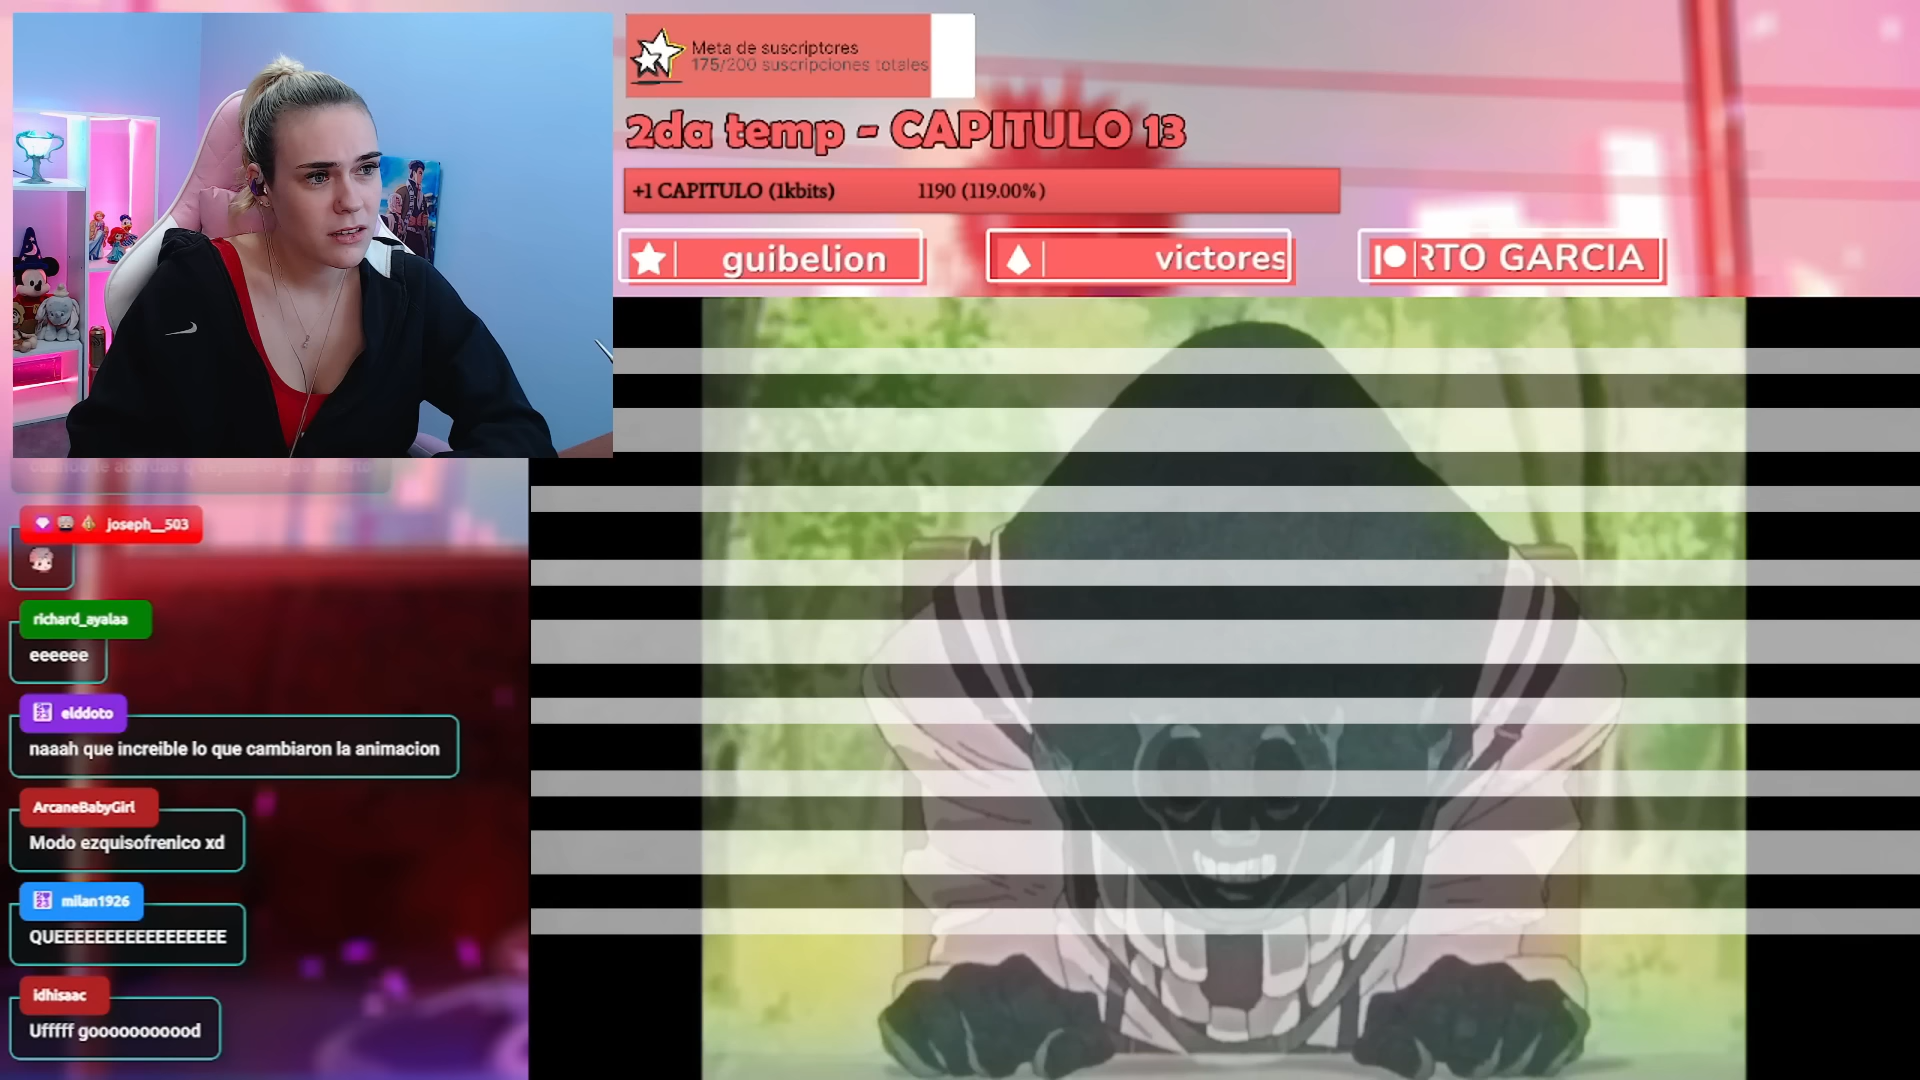 Meta de suscriptores
175/200 suscripciones totales
2da temp - CAPITULO 13
+1 CAPITULO (1kbits) 1190 (119.00%)
guibelion
victores
RTO GARCIA
joseph__503
richard_ayalaa
eeeeee
elddoto
naaah que increible lo que cambiaron la animacion
ArcaneBabyGirl
Modo ezquisofrenico xd
milan1926
QUEEEEEEEEEEEEEEEEE
idhisaac
Ufffff gooooooooood